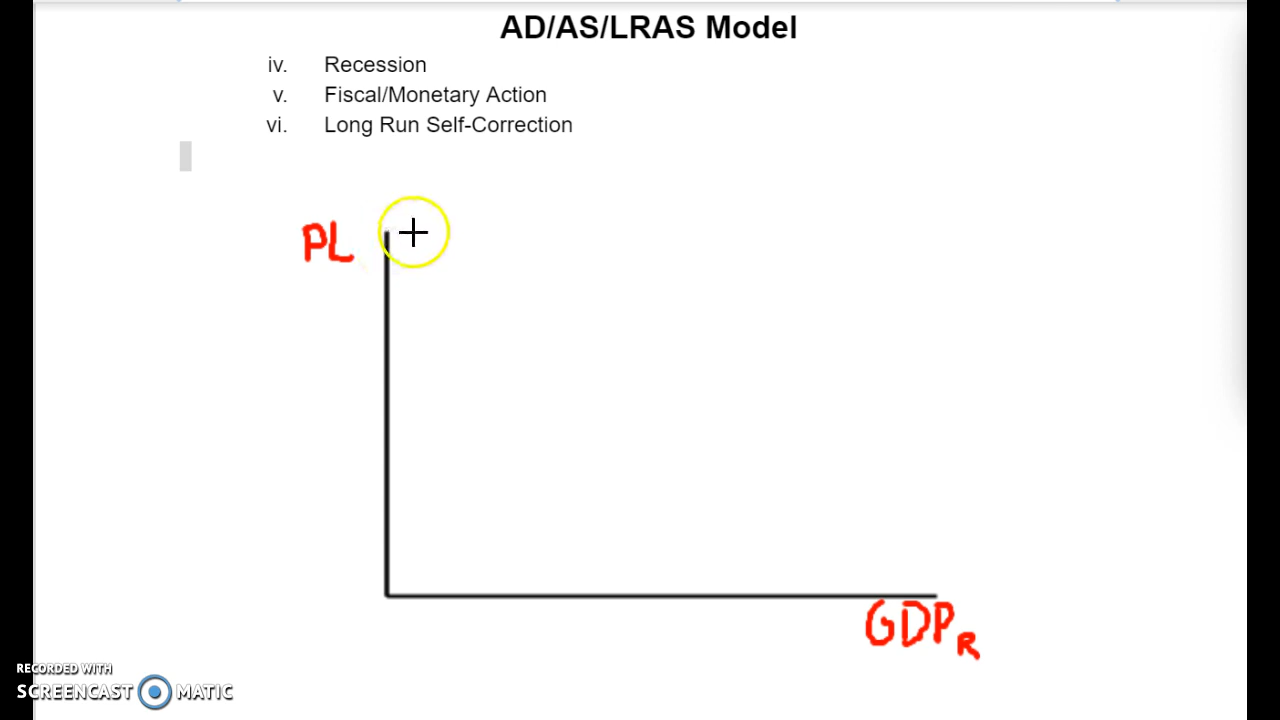 AD/AS/LRAS Model
iv. Recession
v. Fiscal/Monetary Action
vi. Long Run Self-Correction
PL
GDPR
RECORDED WITH
SCREENCAST MATIC